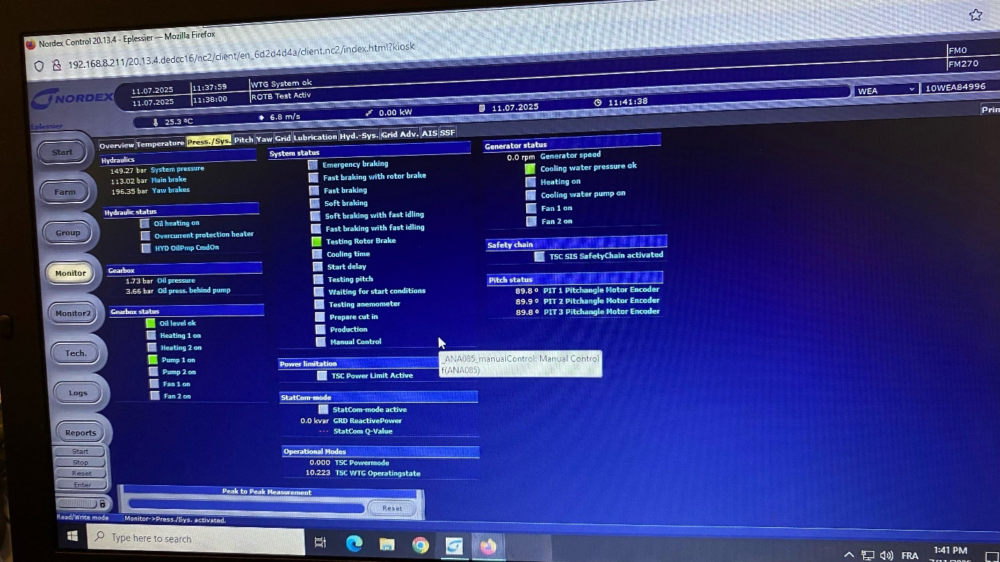 Nordex Control 20.13.4 - Eplessier — Mozilla Firefox
192.168.8.211/20.13.4.dedcc16/nc2/client/en_6d2d4d4a/client.nc2/index.html?kiosk
NORDEX
11.07.2025 11:37:59 WTG System ok FM0
11.07.2025 11:38:00 ROTB Test Activ FM270
WEA 10WEA84996
25.3 ºC 6.8 m/s 0.00 kW 11.07.2025 11:41:38
Eplessier
Overview Temperature Press./Sys. Pitch Yaw Grid Lubrication Hyd.-Sys. Grid Adv. AIS SSF
Start
Farm
Group
Monitor
Monitor2
Tech.
Logs
Reports
Start
Stop
Reset
Enter
Read/Write mode
Hydraulics
149.27 bar System pressure
113.02 bar Main brake
196.35 bar Yaw brakes
Hydraulic status
Oil heating on
Overcurrent protection heater
HYD OilPmp CmdOn
Gearbox
1.73 bar Oil pressure
3.66 bar Oil press. behind pump
Gearbox status
Oil level ok
Heating 1 on
Heating 2 on
Pump 1 on
Pump 2 on
Fan 1 on
Fan 2 on
System status
Emergency braking
Fast braking with rotor brake
Fast braking
Soft braking
Soft braking with fast idling
Fast braking with fast idling
Testing Rotor Brake
Cooling time
Start delay
Testing pitch
Waiting for start conditions
Testing anemometer
Prepare cut in
Production
Manual Control
_ANA085_manualControl: Manual Control
f(ANA085)
Power limitation
TSC Power Limit Active
StatCom-mode
StatCom-mode active
0.0 kvar GRD ReactivePower
--- StatCom Q-Value
Operational Modes
0.000 TSC Powermode
10.223 TSC WTG Operatingstate
Generator status
0.0 rpm Generator speed
Cooling water pressure ok
Heating on
Cooling water pump on
Fan 1 on
Fan 2 on
Safety chain
TSC SIS SafetyChain activated
Pitch status
89.8 º PIT 1 Pitchangle Motor Encoder
89.9 º PIT 2 Pitchangle Motor Encoder
89.8 º PIT 3 Pitchangle Motor Encoder
Peak to Peak Measurement
Reset
Monitor->Press./Sys. activated.
Type here to search
FRA
1:41 PM